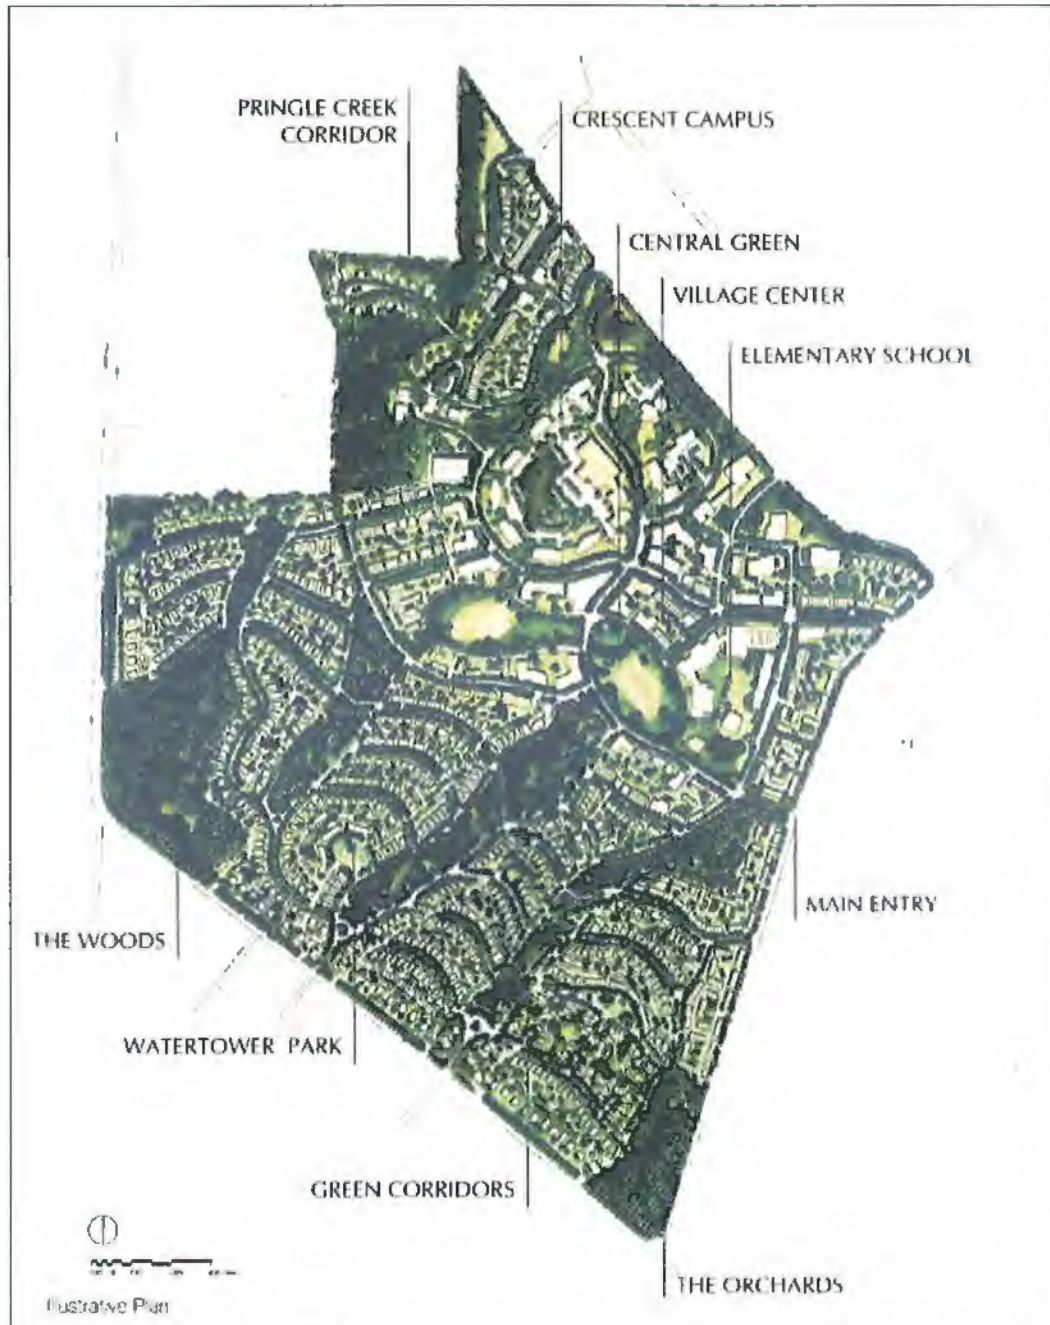 PRINGLE CREEK
CORRIDOR
CRESCENT CAMPUS
CENTRAL GREEN
VILLAGE CENTER
ELEMENTARY SCHOOL
MAIN ENTRY
THE WOODS
WATERTOWER PARK
GREEN CORRIDORS
THE ORCHARDS
Illustrative Plan